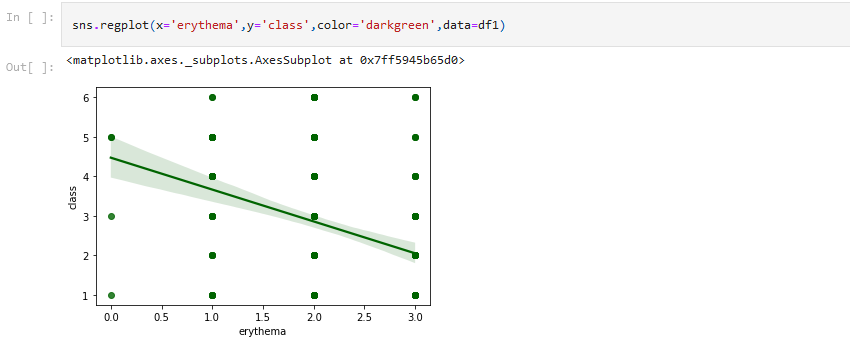 In [ ]:
sns.regplot(x='erythema',y='class',color='darkgreen',data=df1)
Out[ ]:
<matplotlib.axes._subplots.AxesSubplot at 0x7ff5945b65d0>
6
5
4
class
3
2
1
0.0 0.5 1.0 1.5 2.0 2.5 3.0
erythema